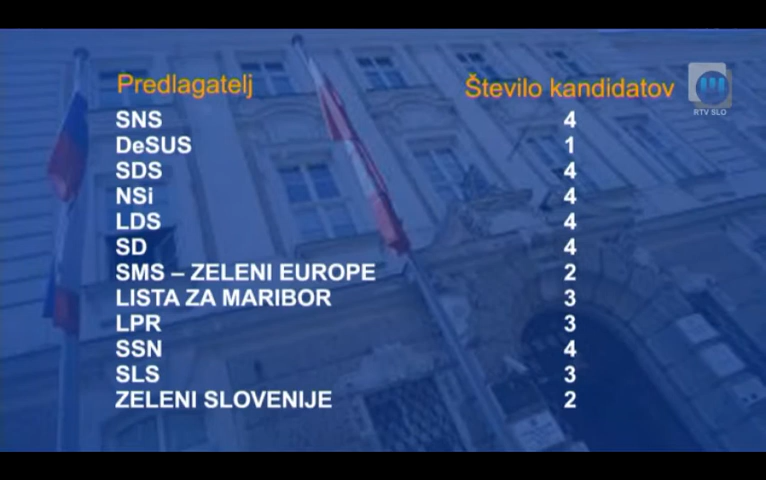 Predlagatelj Število kandidatov
RTV SLO
SNS 4
DeSUS 1
SDS 4
NSi 4
LDS 4
SD 4
SMS – ZELENI EUROPE 2
LISTA ZA MARIBOR 3
LPR 3
SSN 4
SLS 3
ZELENI SLOVENIJE 2